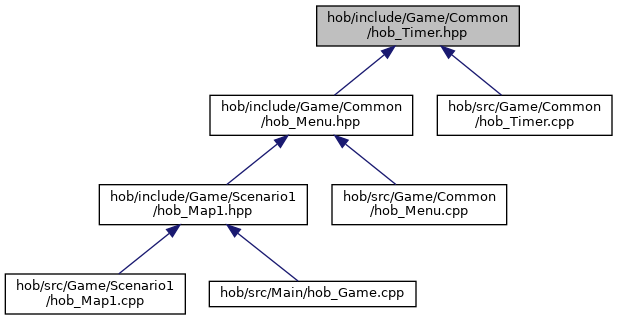 hob/include/Game/Common
/hob_Timer.hpp
hob/include/Game/Common
/hob_Menu.hpp
hob/src/Game/Common
/hob_Timer.cpp
hob/include/Game/Scenario1
/hob_Map1.hpp
hob/src/Game/Common
/hob_Menu.cpp
hob/src/Game/Scenario1
/hob_Map1.cpp
hob/src/Main/hob_Game.cpp